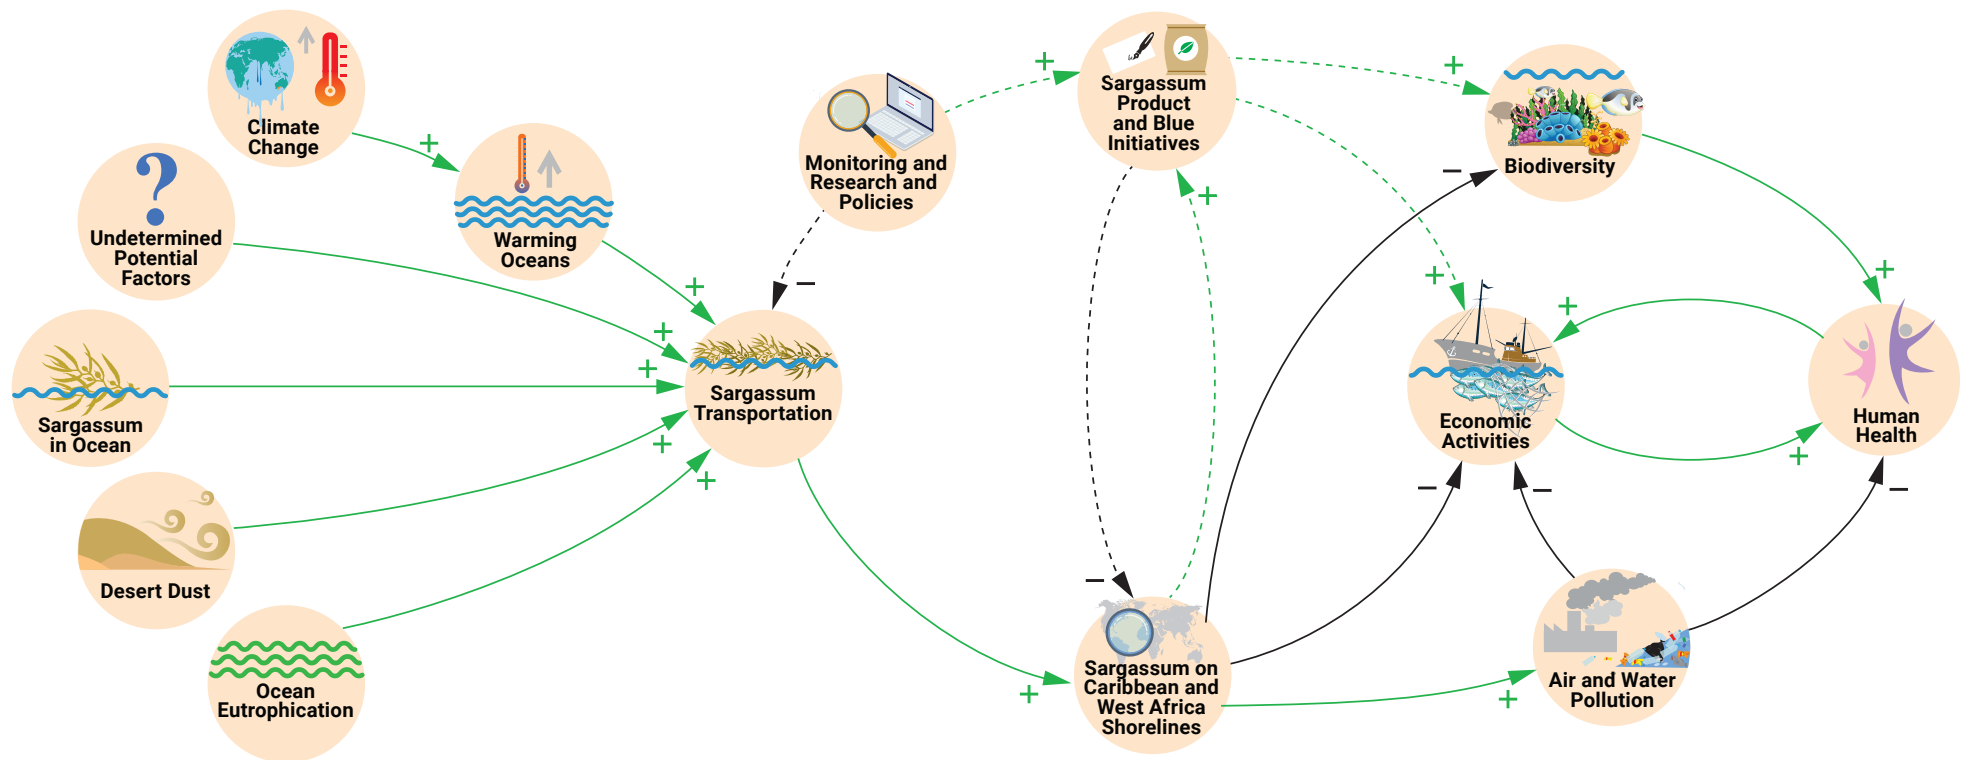 Climate
Change
Undetermined
Potential
Factors
Warming
Oceans
Sargassum
in Ocean
Desert Dust
Ocean
Eutrophication
Sargassum
Transportation
Monitoring and
Research and
Policies
Sargassum
Product
and Blue
Initiatives
Sargassum on
Caribbean and
West Africa
Shorelines
Biodiversity
Economic
Activities
Human
Health
Air and Water
Pollution
+
+
+
+
+
+
−
+
+
+
+
+
−
−
−
−
−
+
+
+
+